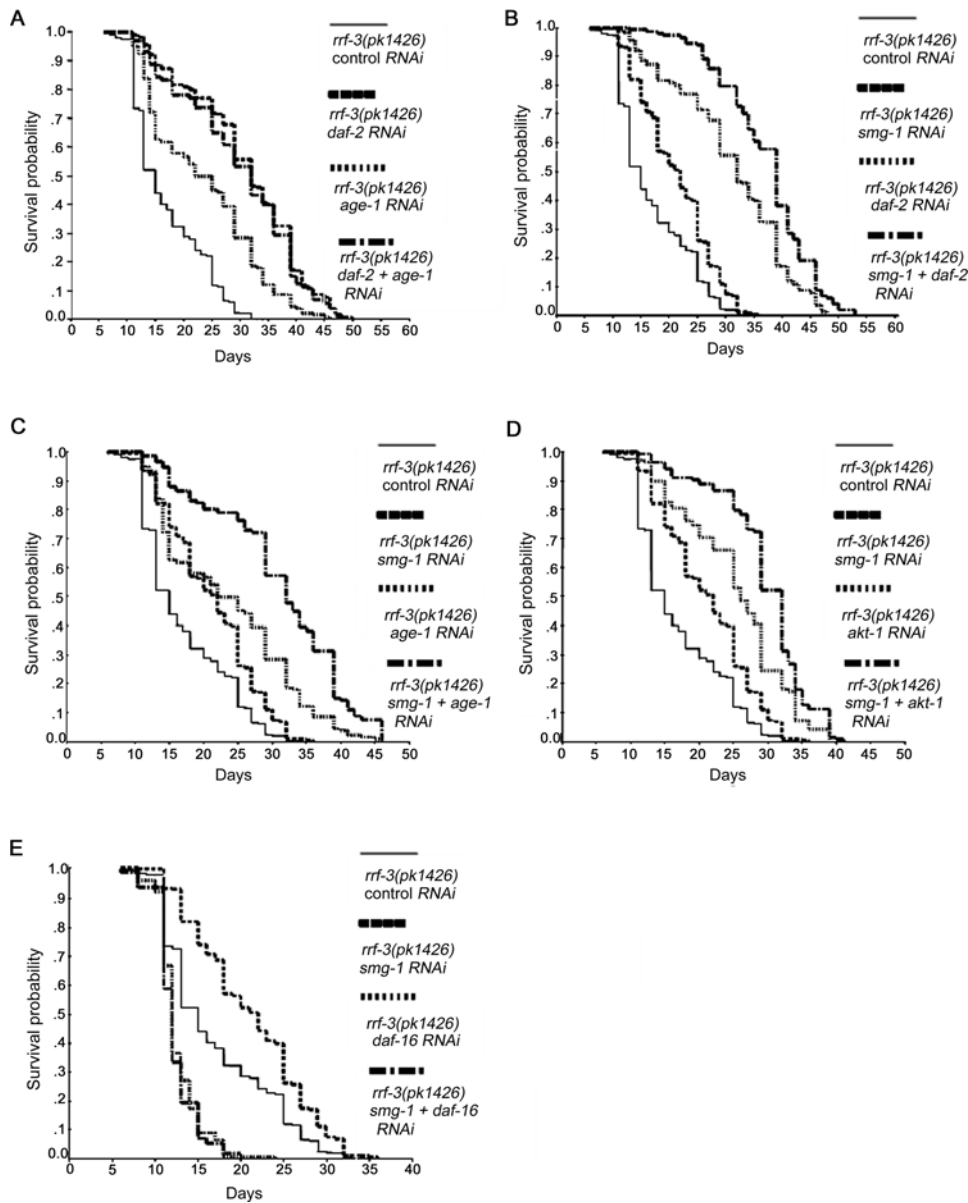 A
Survival probability
1.0
.9
.8
.7
.6
.5
.4
.3
.2
.1
0.0
0 5 10 15 20 25 30 35 40 45 50 55 60
Days
rrf-3(pk1426)
control RNAi
rrf-3(pk1426)
daf-2 RNAi
rrf-3(pk1426)
age-1 RNAi
rrf-3(pk1426)
daf-2 + age-1
RNAi
B
Survival probability
1.0
.9
.8
.7
.6
.5
.4
.3
.2
.1
0.0
0 5 10 15 20 25 30 35 40 45 50 55 60
Days
rrf-3(pk1426)
control RNAi
rrf-3(pk1426)
smg-1 RNAi
rrf-3(pk1426)
daf-2 RNAi
rrf-3(pk1426)
smg-1 + daf-2
RNAi
C
Survival probability
1.0
.9
.8
.7
.6
.5
.4
.3
.2
.1
0.0
0 5 10 15 20 25 30 35 40 45 50
Days
rrf-3(pk1426)
control RNAi
rrf-3(pk1426)
smg-1 RNAi
rrf-3(pk1426)
age-1 RNAi
rrf-3(pk1426)
smg-1 + age-1
RNAi
D
Survival probability
1.0
.9
.8
.7
.6
.5
.4
.3
.2
.1
0.0
0 5 10 15 20 25 30 35 40 45 50
Days
rrf-3(pk1426)
control RNAi
rrf-3(pk1426)
smg-1 RNAi
rrf-3(pk1426)
akt-1 RNAi
rrf-3(pk1426)
smg-1 + akt-1
RNAi
E
Survival probability
1.0
.9
.8
.7
.6
.5
.4
.3
.2
.1
0.0
0 5 10 15 20 25 30 35 40
Days
rrf-3(pk1426)
control RNAi
rrf-3(pk1426)
smg-1 RNAi
rrf-3(pk1426)
daf-16 RNAi
rrf-3(pk1426)
smg-1 + daf-16
RNAi